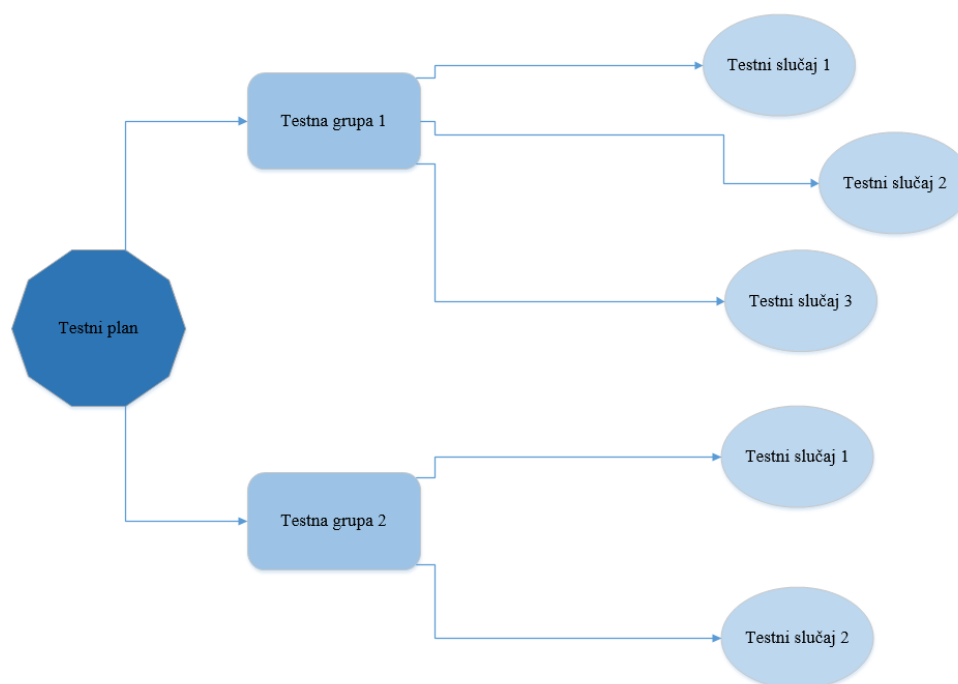 Testni slučaj 1
Testna grupa 1
Testni slučaj 2
Testni slučaj 3
Testni plan
Testni slučaj 1
Testna grupa 2
Testni slučaj 2